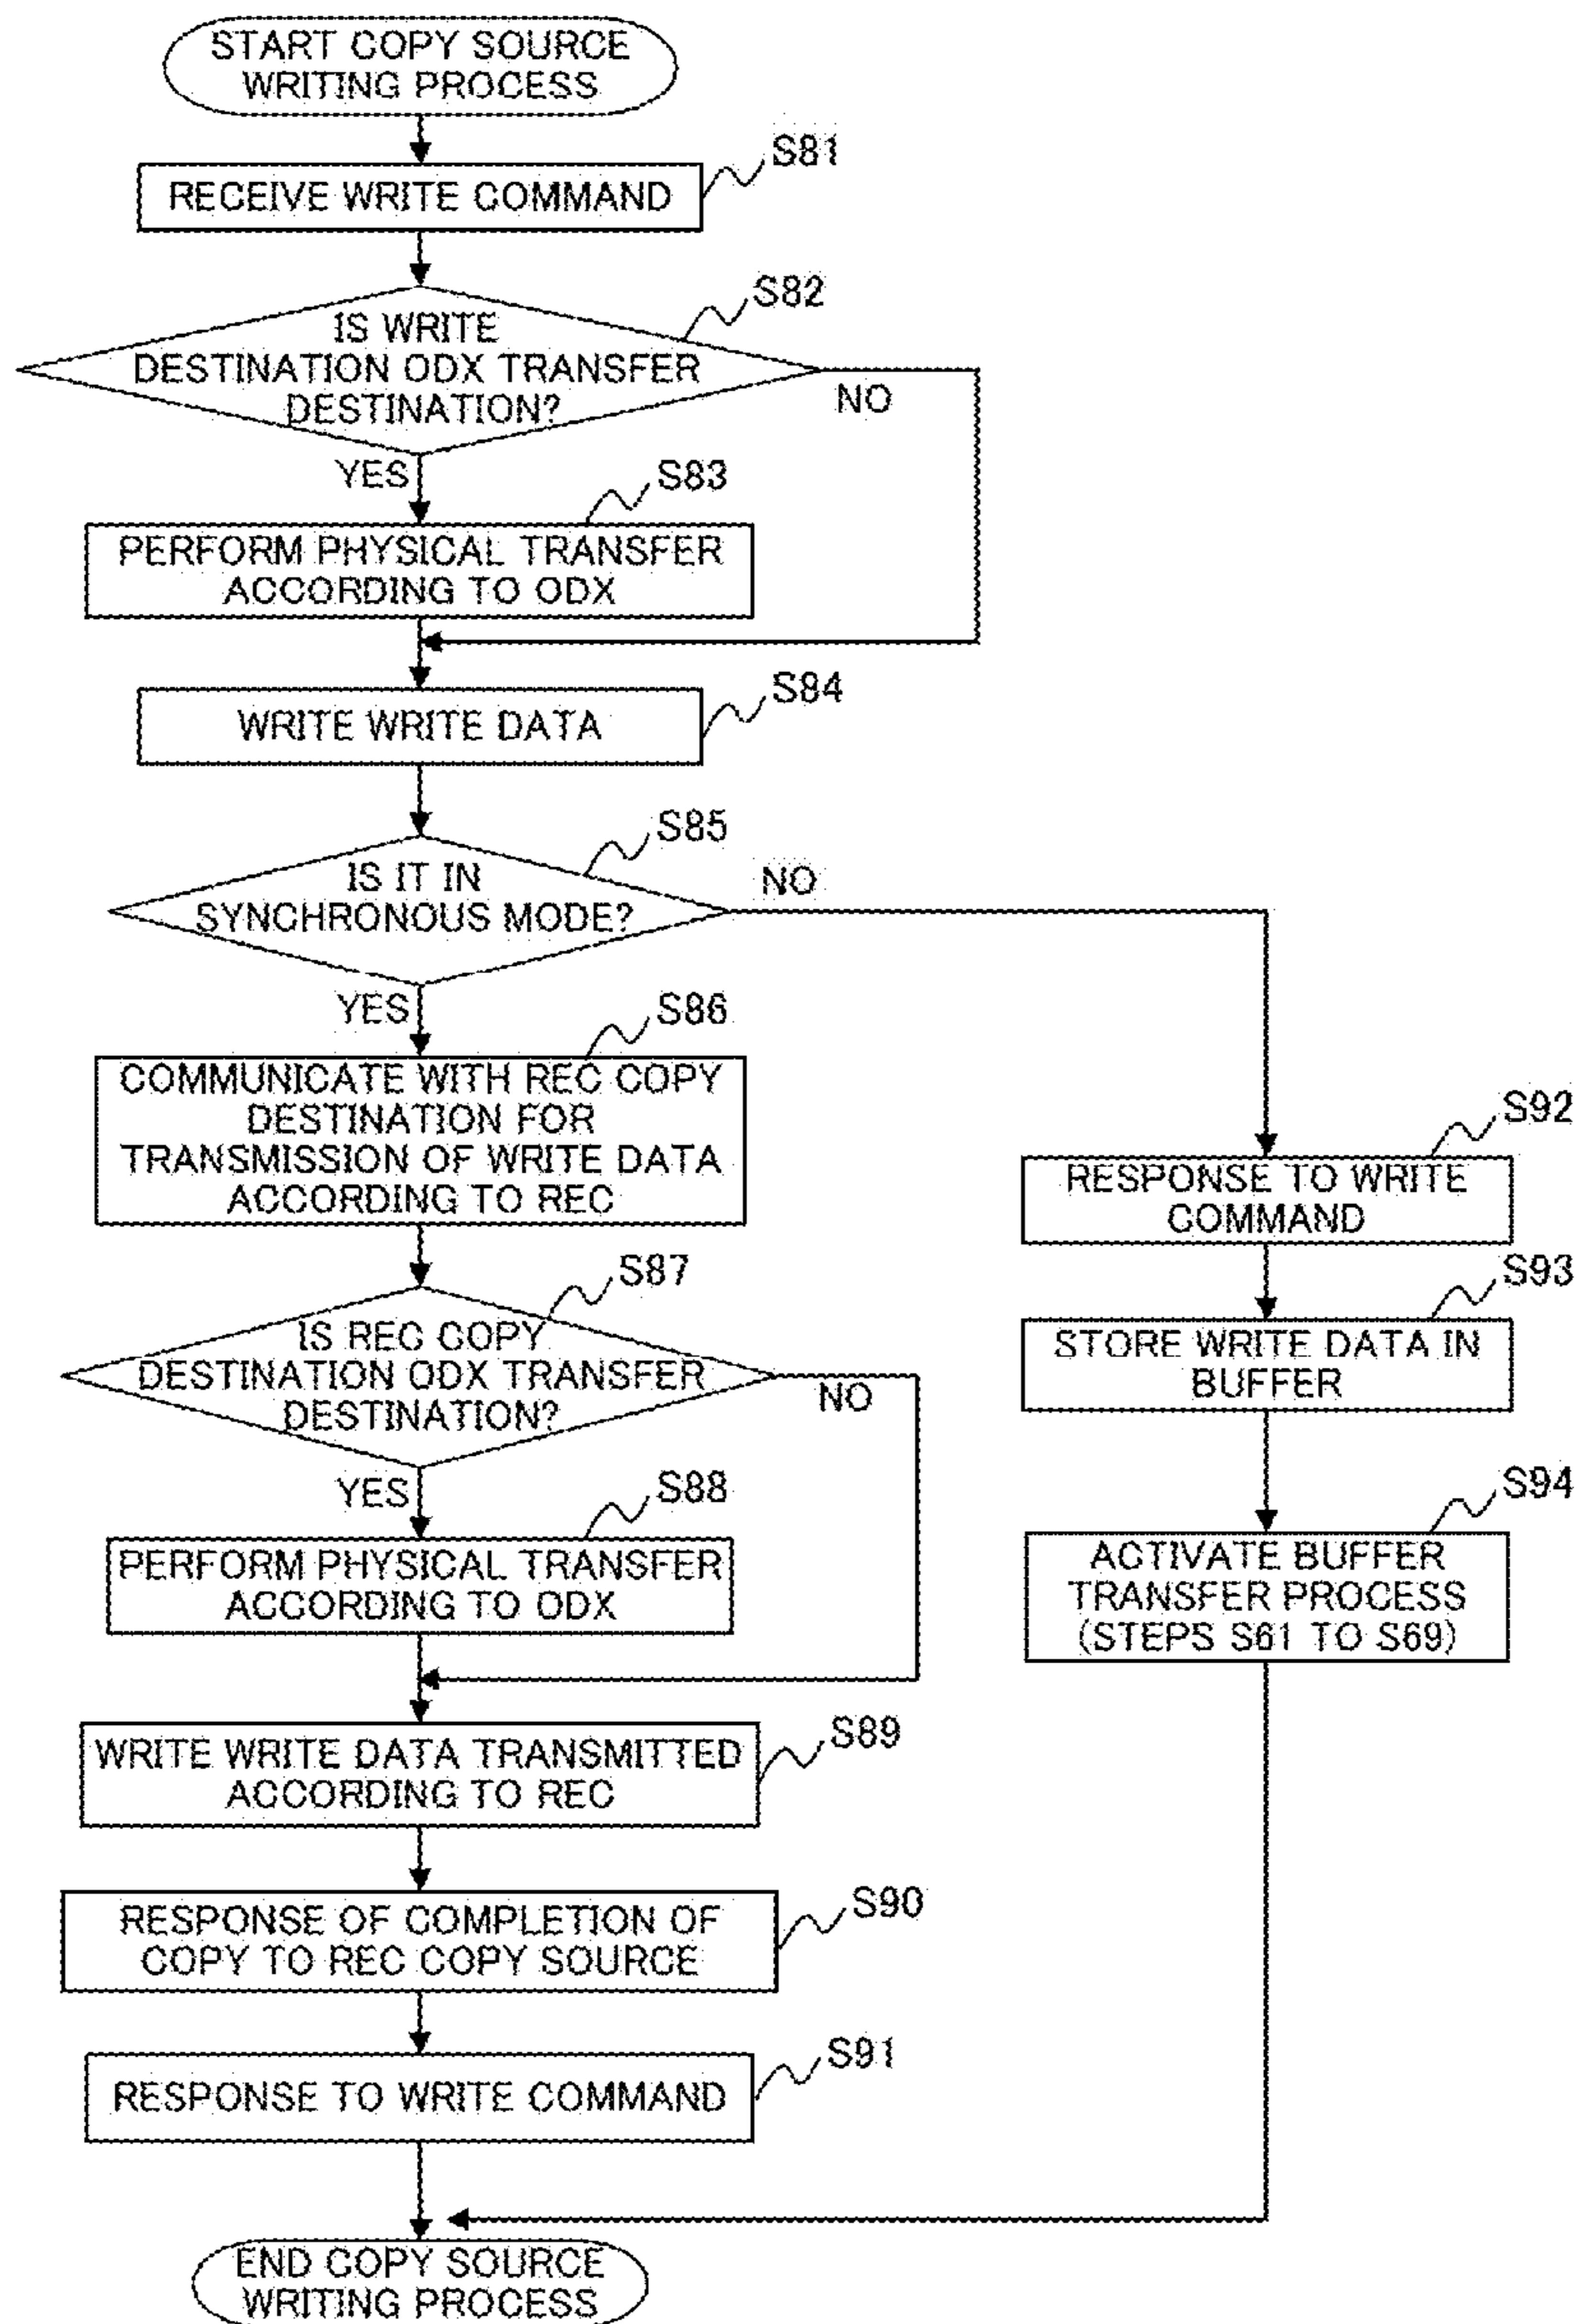 START COPY SOURCE
WRITING PROCESS
S81
RECEIVE WRITE COMMAND
S82
IS WRITE
DESTINATION ODX TRANSFER
DESTINATION?
NO
YES
S83
PERFORM PHYSICAL TRANSFER
ACCORDING TO ODX
S84
WRITE WRITE DATA
S85
IS IT IN
SYNCHRONOUS MODE?
NO
YES
S86
COMMUNICATE WITH REC COPY
DESTINATION FOR
TRANSMISSION OF WRITE DATA
ACCORDING TO REC
S87
IS REC COPY
DESTINATION ODX TRANSFER
DESTINATION?
NO
YES
S88
PERFORM PHYSICAL TRANSFER
ACCORDING TO ODX
S89
WRITE WRITE DATA TRANSMITTED
ACCORDING TO REC
S90
RESPONSE OF COMPLETION OF
COPY TO REC COPY SOURCE
S91
RESPONSE TO WRITE COMMAND
S92
RESPONSE TO WRITE
COMMAND
S93
STORE WRITE DATA IN
BUFFER
S94
ACTIVATE BUFFER
TRANSFER PROCESS
(STEPS S61 TO S69)
END COPY SOURCE
WRITING PROCESS